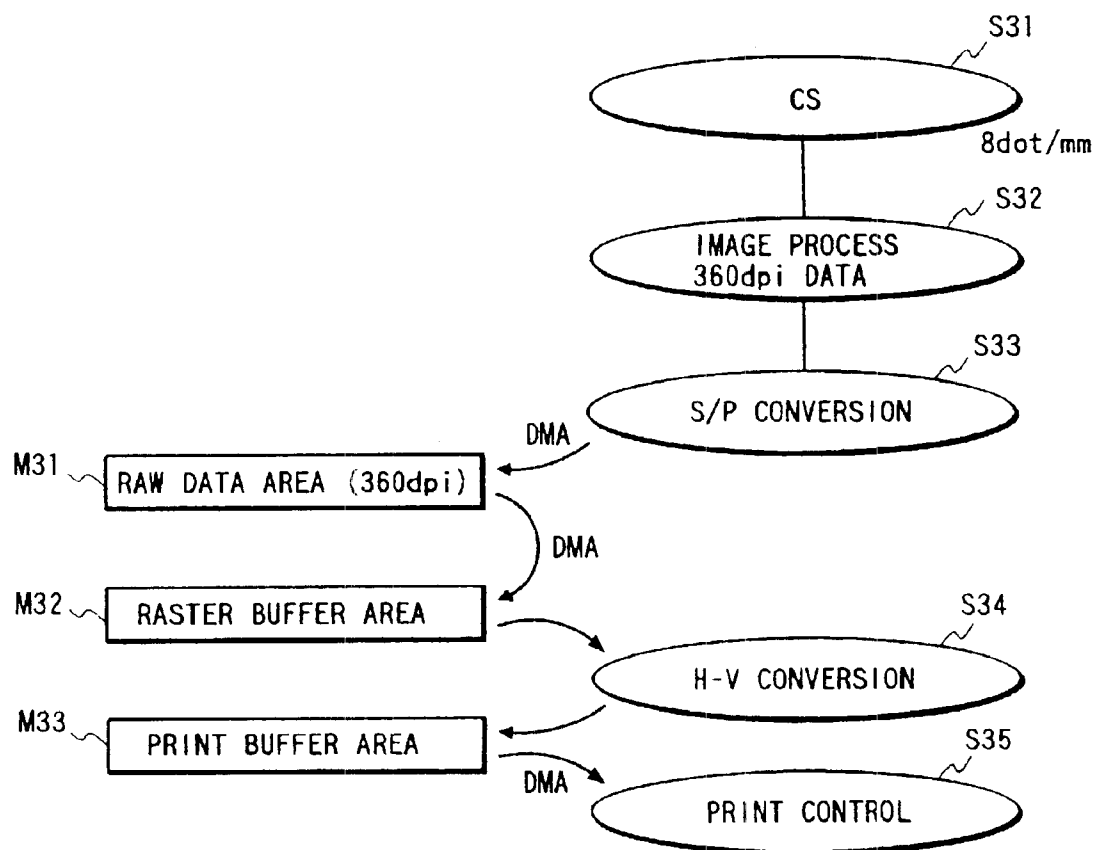 S31
CS
8dot/mm
S32
IMAGE PROCESS
360dpi DATA
S33
S/P CONVERSION
DMA
M31
RAW DATA AREA (360dpi)
DMA
M32
RASTER BUFFER AREA
S34
H-V CONVERSION
M33
PRINT BUFFER AREA
S35
DMA
PRINT CONTROL